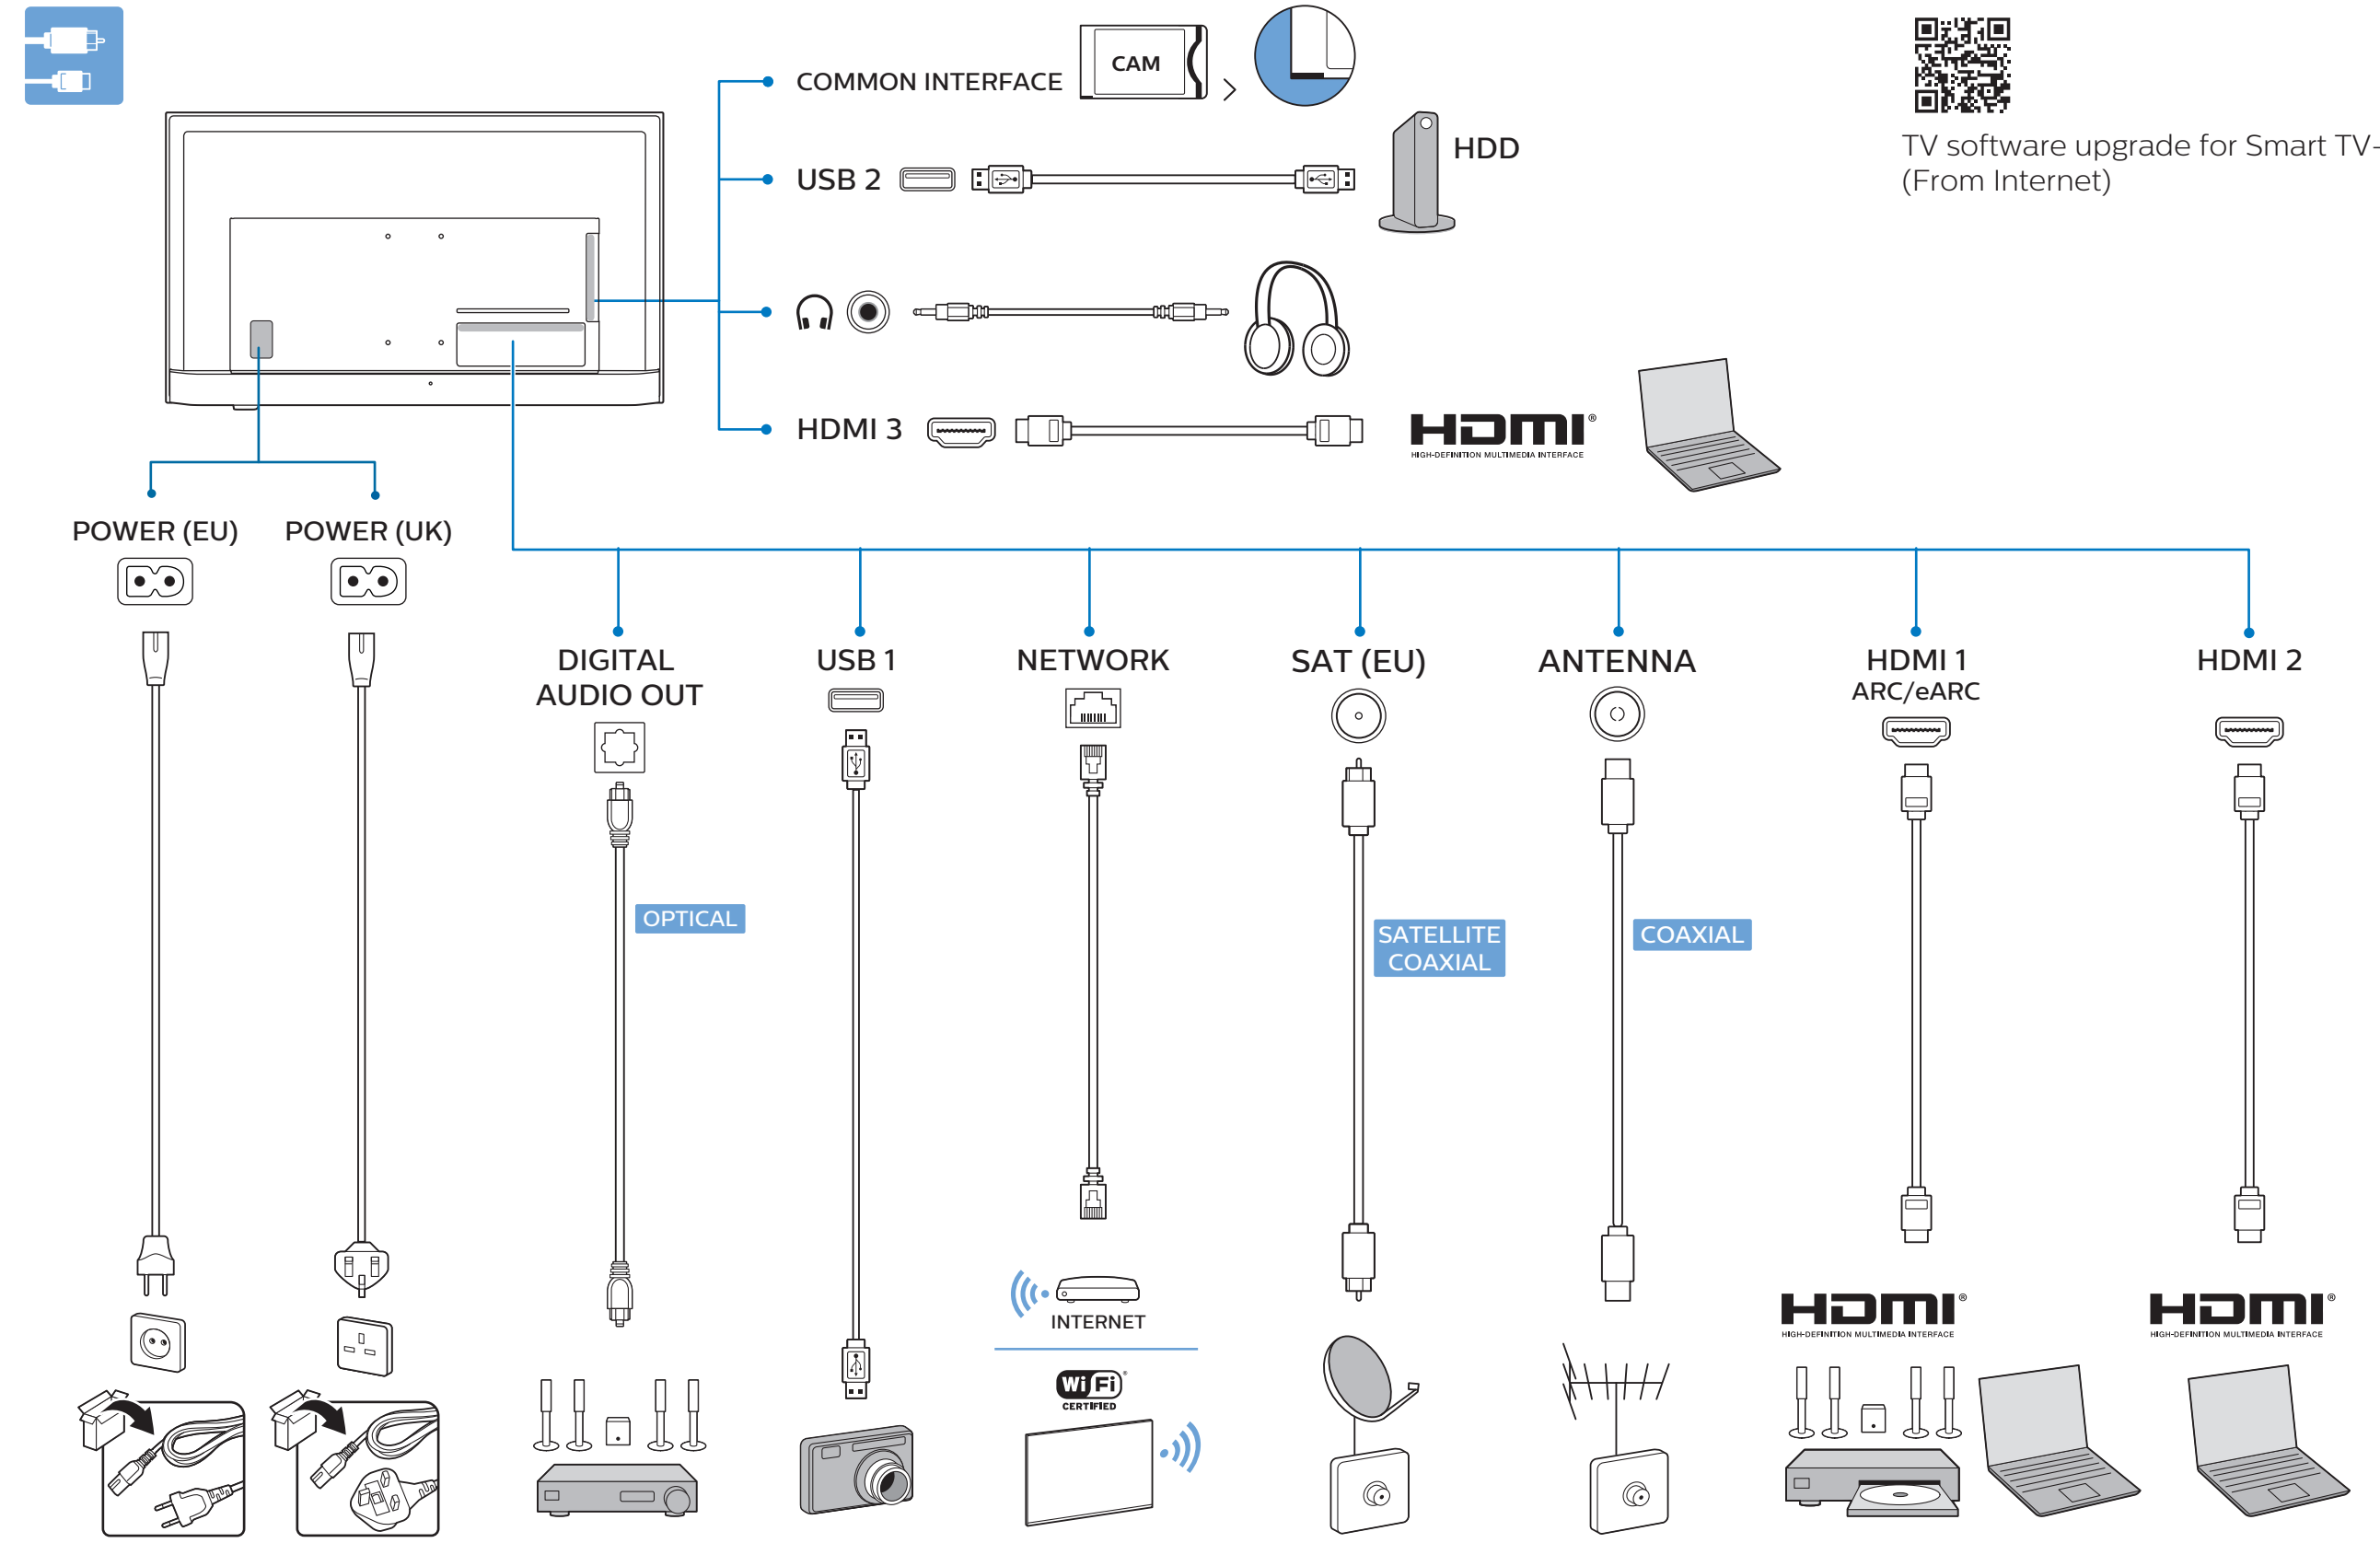 COMMON INTERFACE
CAM
TV software upgrade for Smart TV-
(From Internet)
USB 2
HDD
HDMI 3
HDMI®
HIGH-DEFINITION MULTIMEDIA INTERFACE
POWER (EU)
POWER (UK)
DIGITAL
AUDIO OUT
USB 1
NETWORK
SAT (EU)
ANTENNA
HDMI 1
ARC/eARC
HDMI 2
OPTICAL
SATELLITE
COAXIAL
COAXIAL
INTERNET
Wi Fi®
CERTIFIED
HDMI®
HIGH-DEFINITION MULTIMEDIA INTERFACE
HDMI®
HIGH-DEFINITION MULTIMEDIA INTERFACE